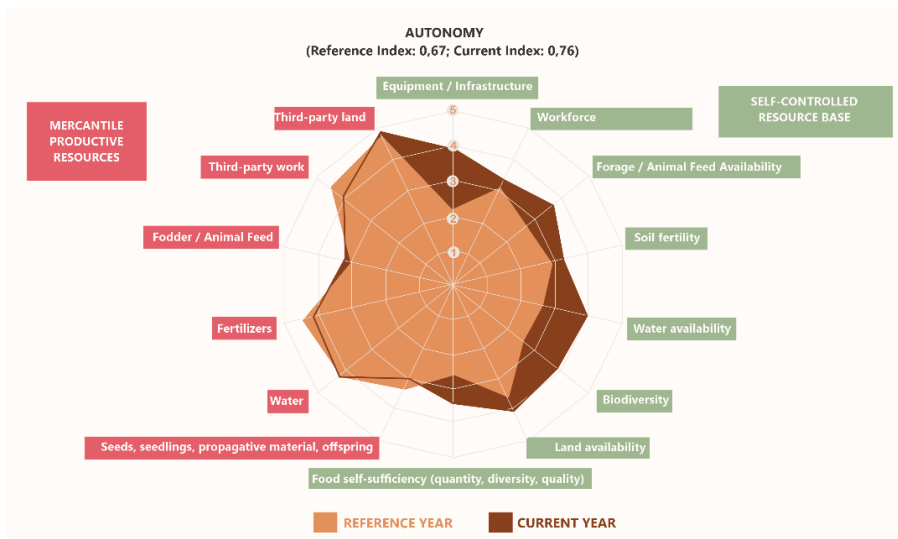 AUTONOMY
(Reference Index: 0,67; Current Index: 0,76)
Equipment / Infrastructure
MERCANTILE
PRODUCTIVE
RESOURCES
SELF-CONTROLLED
RESOURCE BASE
Third-party land
5
Workforce
4
Third-party work
Forage / Animal Feed Availability
3
2
Fodder / Animal Feed
Soil fertility
1
Fertilizers
Water availability
Water
Biodiversity
Seeds, seedlings, propagative material, offspring
Land availability
Food self-sufficiency (quantity, diversity, quality)
REFERENCE YEAR
CURRENT YEAR